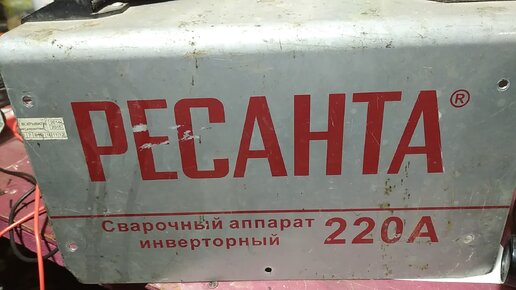 РЕСАНТА®
Сварочный аппарат
инверторный 220А